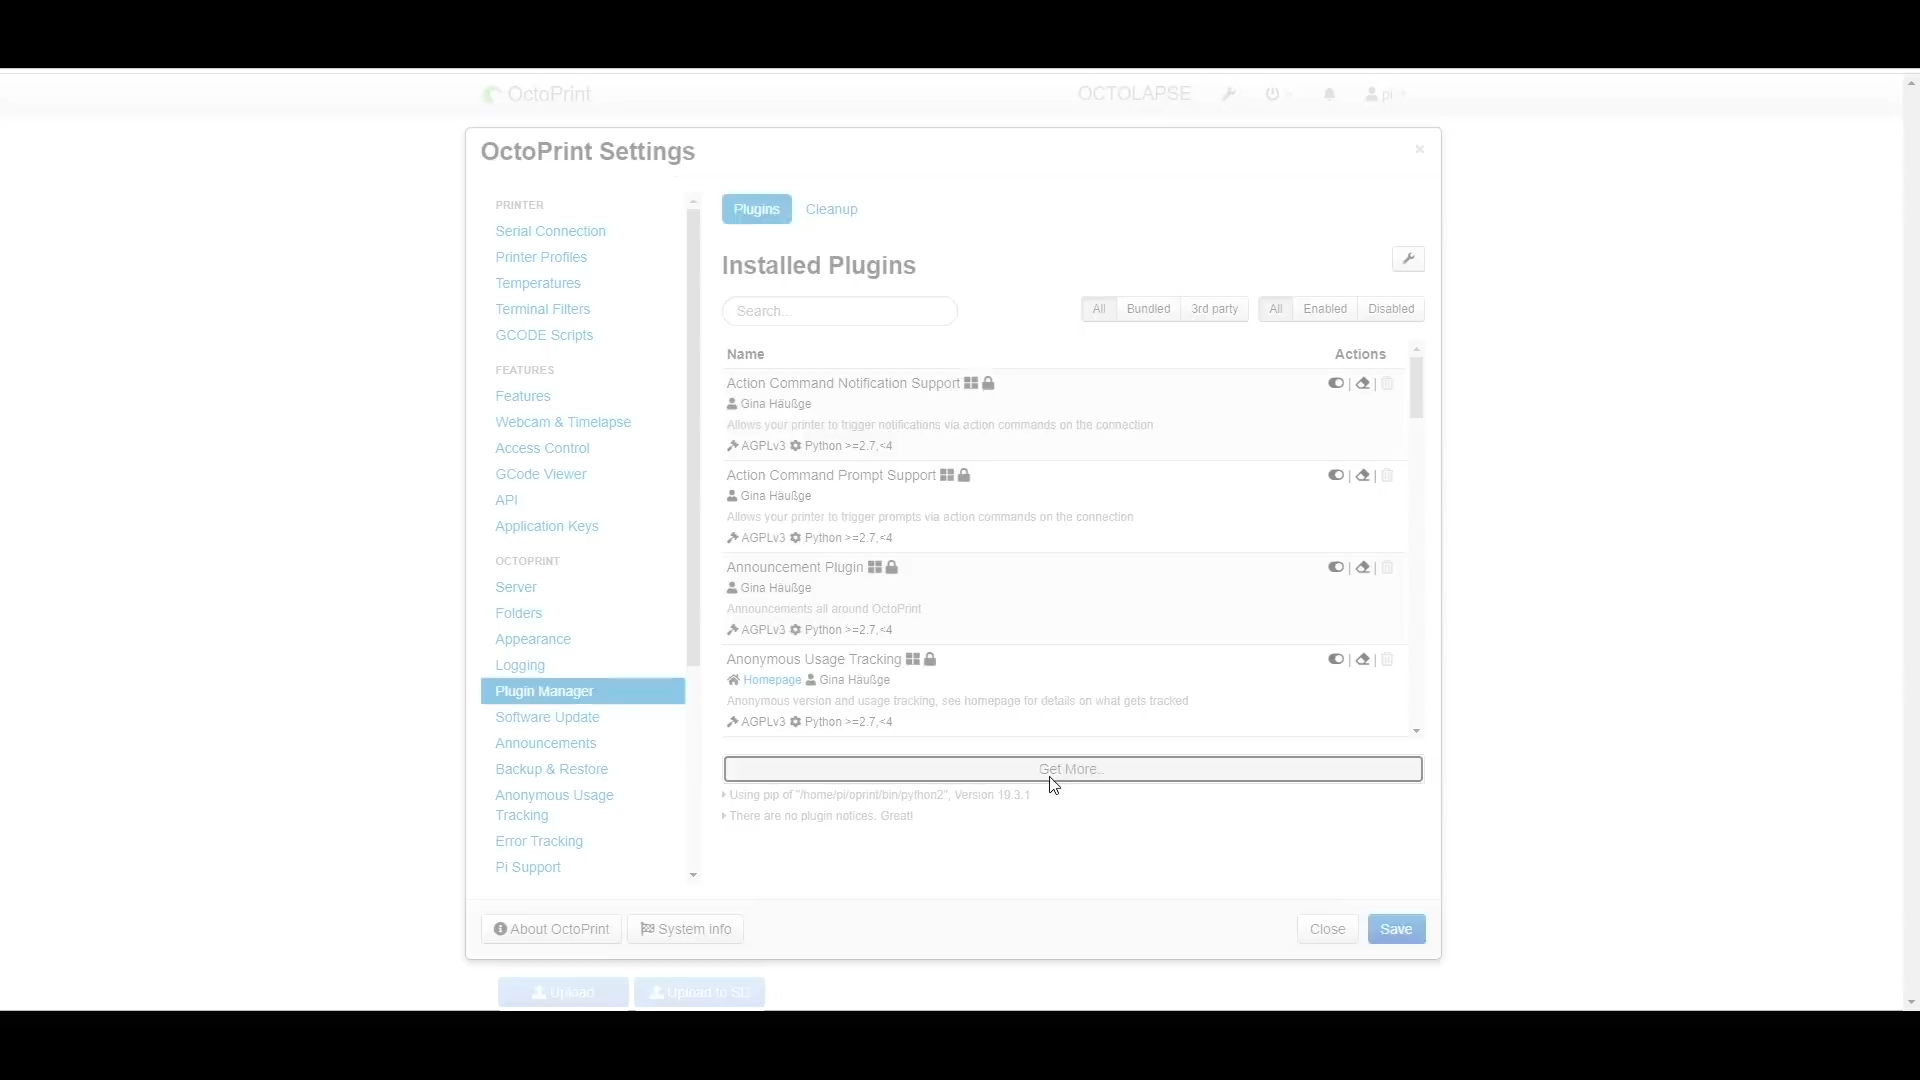 OctoPrint
OCTOLAPSE
pi
OctoPrint Settings
×
PRINTER
Serial Connection
Printer Profiles
Temperatures
Terminal Filters
GCODE Scripts
FEATURES
Features
Webcam & Timelapse
Access Control
GCode Viewer
API
Application Keys
OCTOPRINT
Server
Folders
Appearance
Logging
Plugin Manager
Software Update
Announcements
Backup & Restore
Anonymous Usage
Tracking
Error Tracking
Pi Support
Plugins Cleanup
Installed Plugins
Search...
All Bundled 3rd party All Enabled Disabled
Name Actions
Action Command Notification Support
Gina Häußge
Allows your printer to trigger notifications via action commands on the connection
AGPLv3 Python >=2.7,<4
Action Command Prompt Support
Gina Häußge
Allows your printer to trigger prompts via action commands on the connection
AGPLv3 Python >=2.7,<4
Announcement Plugin
Gina Häußge
Announcements all around OctoPrint
AGPLv3 Python >=2.7,<4
Anonymous Usage Tracking
Homepage Gina Häußge
Anonymous version and usage tracking, see homepage for details on what gets tracked
AGPLv3 Python >=2.7,<4
Get More...
Using pip of "/home/pi/oprint/bin/python2", Version 19.3.1
There are no plugin notices. Great!
About OctoPrint System info Close Save
Upload Upload to SD